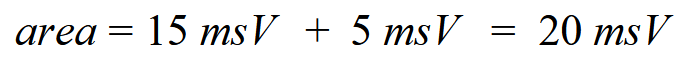 area = 15 msV + 5 msV = 20 msV